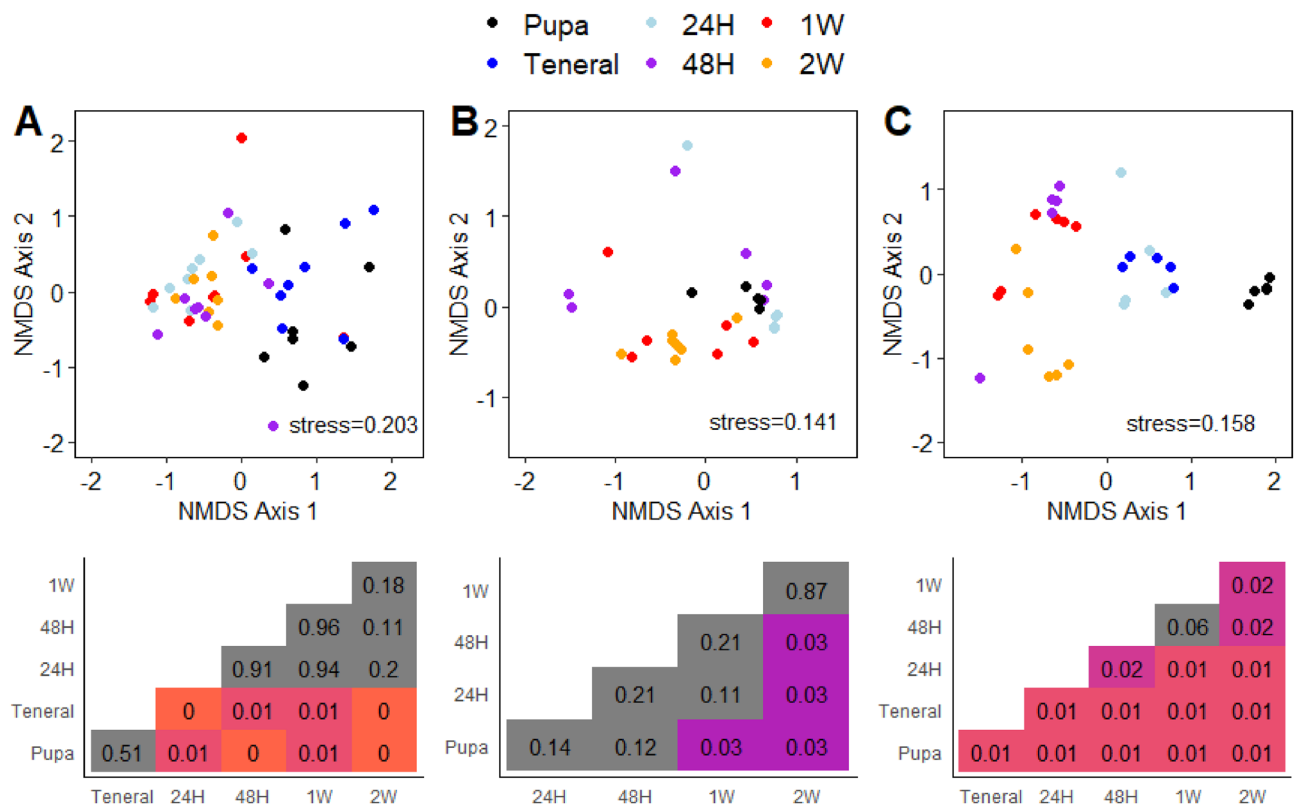 Pupa 24H 1W
Teneral 48H 2W
A
NMDS Axis 2
2
1
0
-1
-2
stress=0.203
-2 -1 0 1 2
NMDS Axis 1
B
NMDS Axis 2
2
1
0
-1
stress=0.141
-2 -1 0 1
NMDS Axis 1
C
NMDS Axis 2
1
0
-1
-2
stress=0.158
-1 0 1 2
NMDS Axis 1
1W 0.18
48H 0.96 0.11
24H 0.91 0.94 0.2
Teneral 0 0.01 0.01 0
Pupa 0.51 0.01 0 0.01 0
Teneral 24H 48H 1W 2W
1W 0.87
48H 0.21 0.03
24H 0.21 0.11 0.03
Pupa 0.14 0.12 0.03 0.03
24H 48H 1W 2W
1W 0.02
48H 0.06 0.02
24H 0.02 0.01 0.01
Teneral 0.01 0.01 0.01 0.01
Pupa 0.01 0.01 0.01 0.01 0.01
Teneral 24H 48H 1W 2W